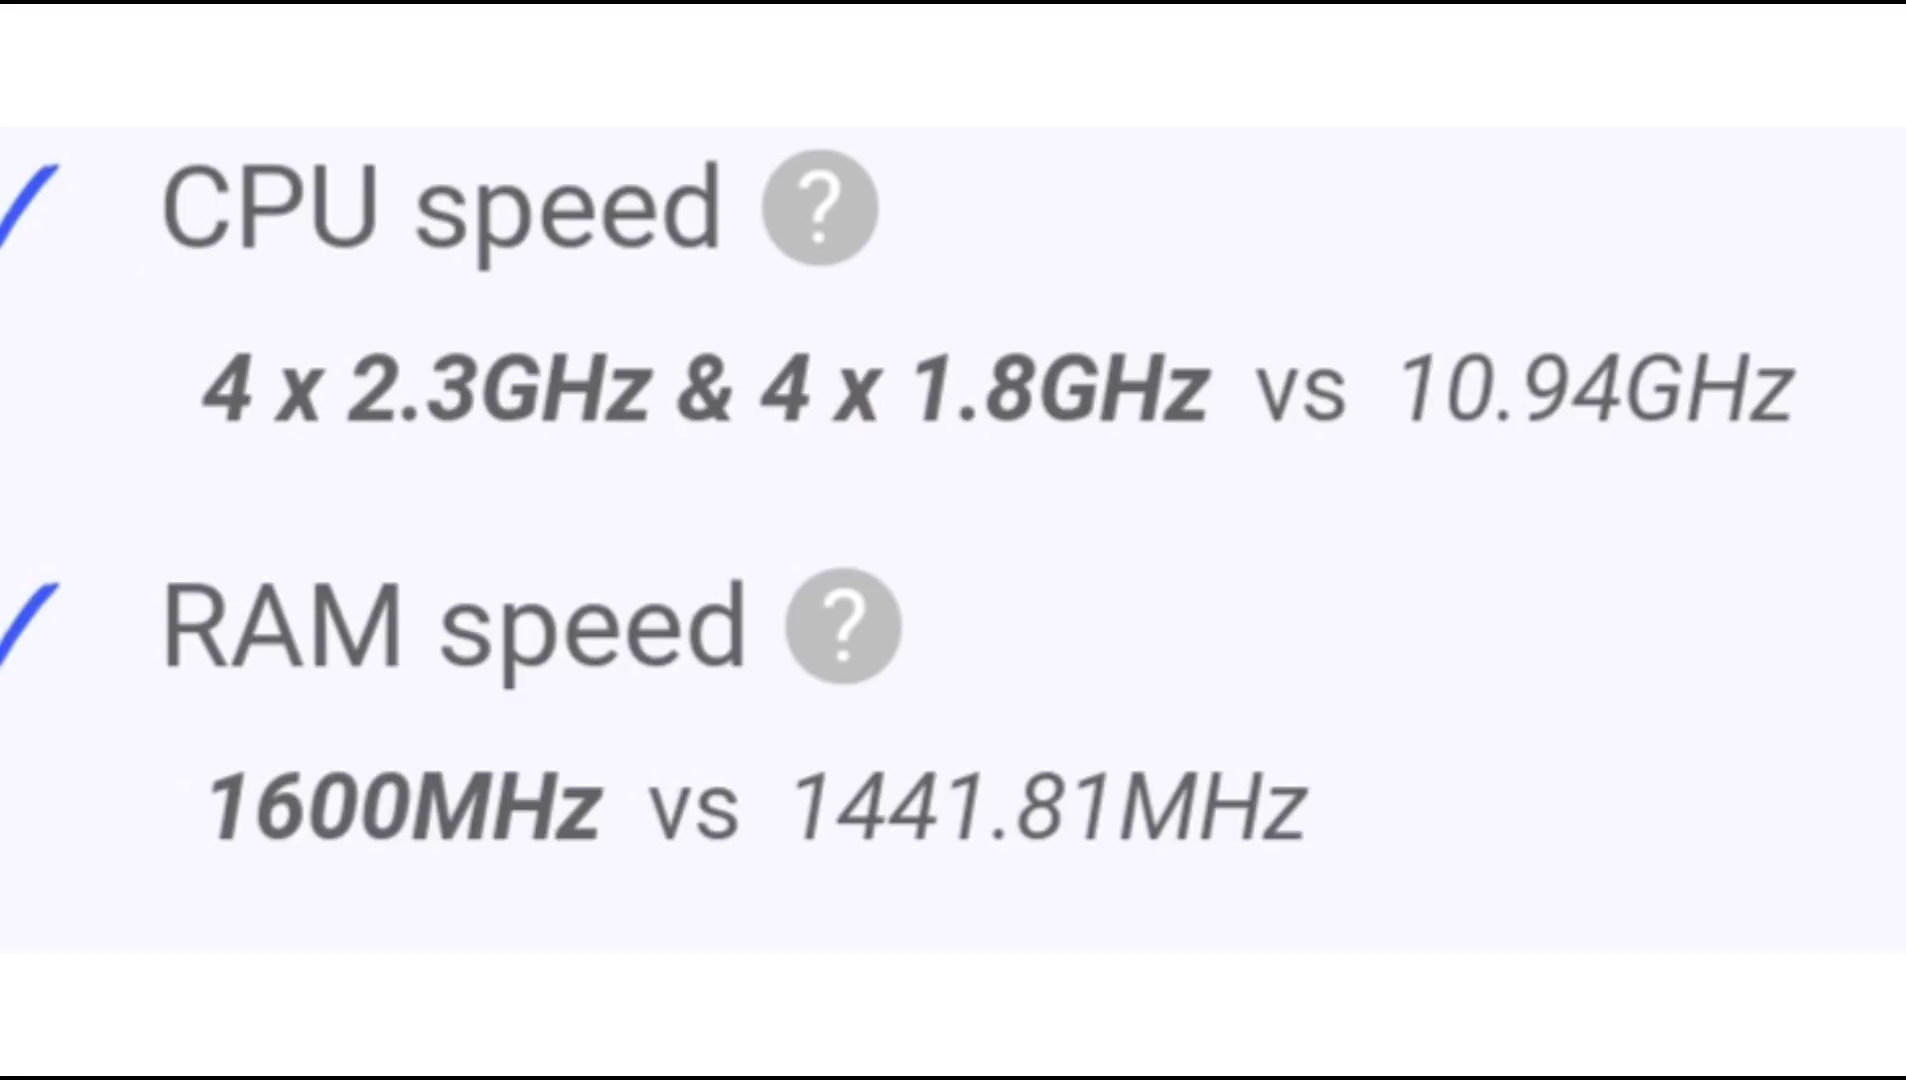 CPU speed ?
4 x 2.3GHz & 4 x 1.8GHz vs 10.94GHz
RAM speed ?
1600MHz vs 1441.81MHz